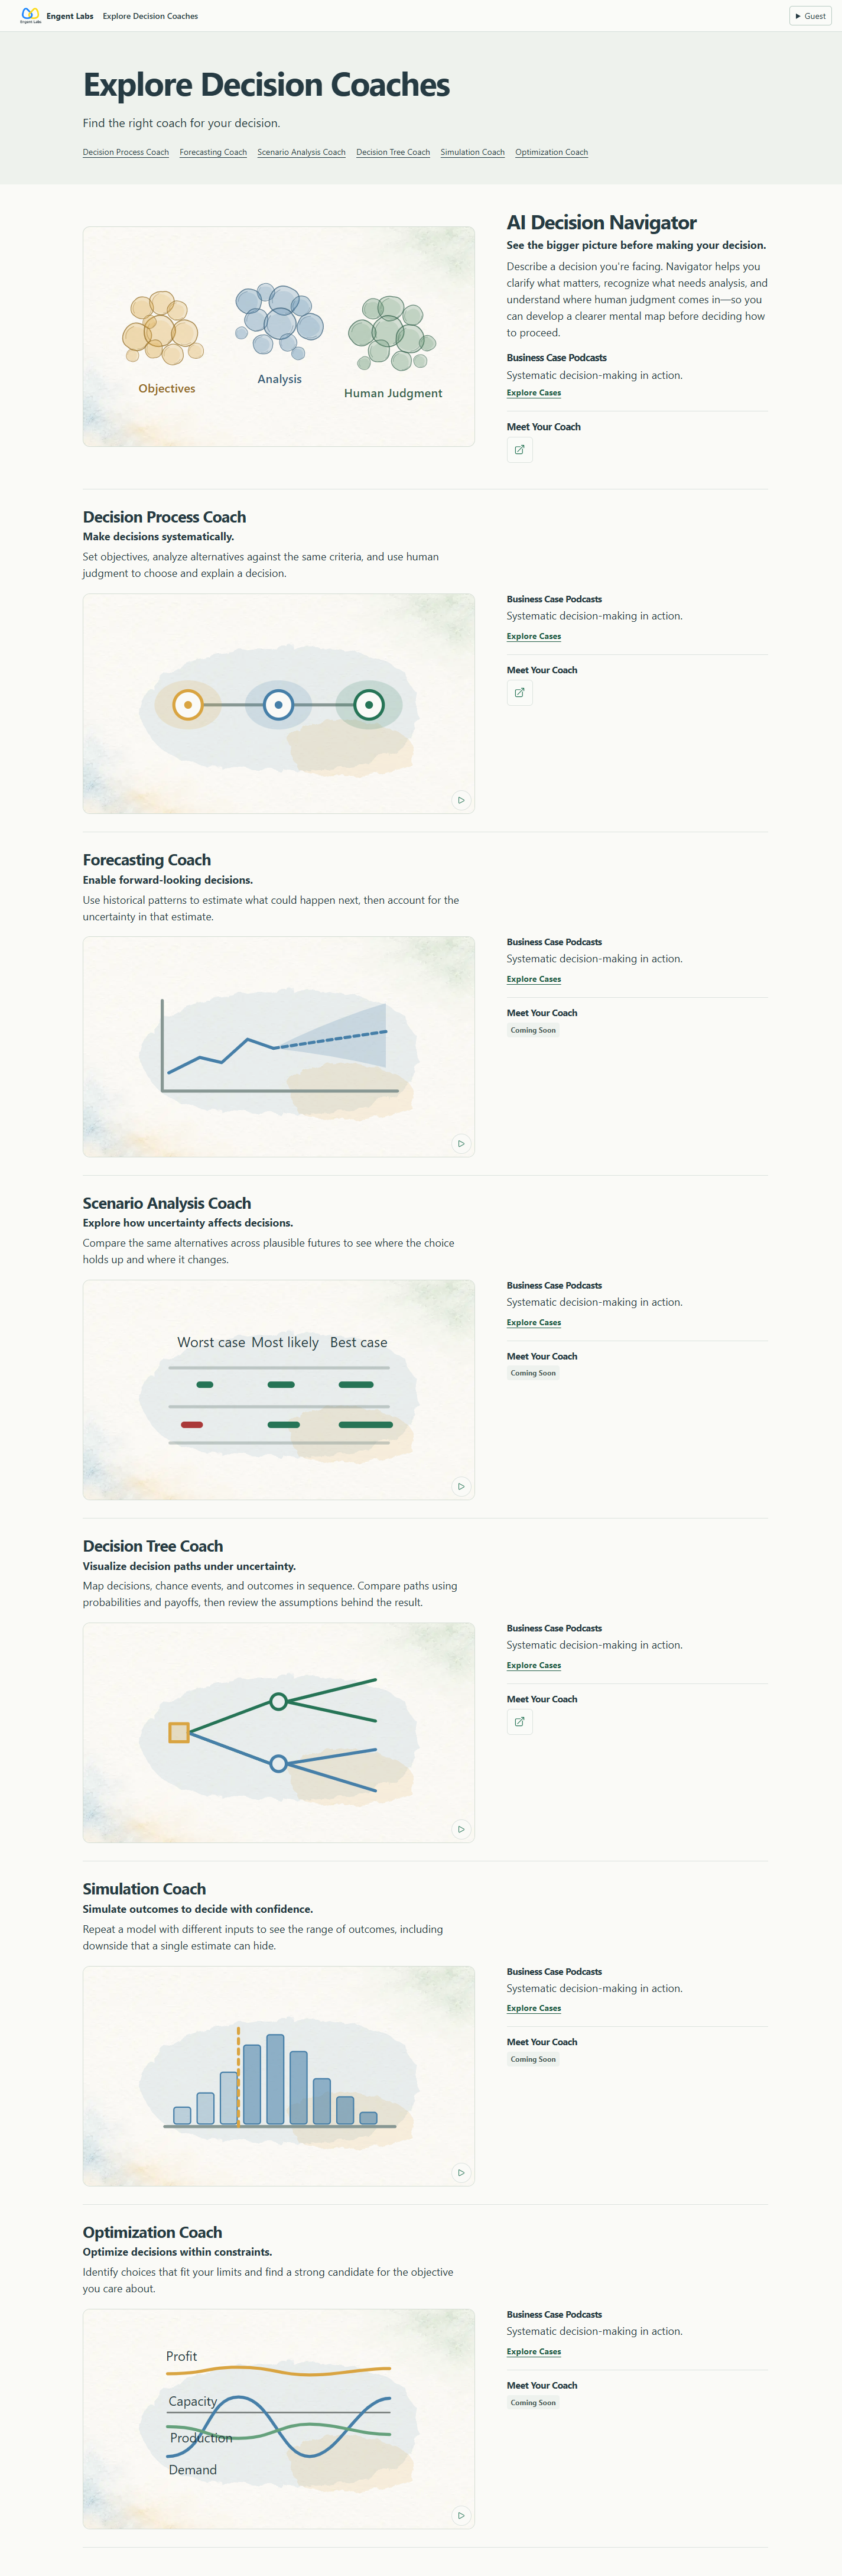 Engent Labs
Engent Labs Explore Decision Coaches
Guest
Explore Decision Coaches
Find the right coach for your decision.
Decision Process Coach Forecasting Coach Scenario Analysis Coach Decision Tree Coach Simulation Coach Optimization Coach
Objectives
Analysis
Human Judgment
AI Decision Navigator
See the bigger picture before making your decision.
Describe a decision you're facing. Navigator helps you
clarify what matters, recognize what needs analysis, and
understand where human judgment comes in—so you
can develop a clearer mental map before deciding how
to proceed.
Business Case Podcasts
Systematic decision-making in action.
Explore Cases
Meet Your Coach
Decision Process Coach
Make decisions systematically.
Set objectives, analyze alternatives against the same criteria, and use human
judgment to choose and explain a decision.
Business Case Podcasts
Systematic decision-making in action.
Explore Cases
Meet Your Coach
Forecasting Coach
Enable forward-looking decisions.
Use historical patterns to estimate what could happen next, then account for the
uncertainty in that estimate.
Business Case Podcasts
Systematic decision-making in action.
Explore Cases
Meet Your Coach
Coming Soon
Scenario Analysis Coach
Explore how uncertainty affects decisions.
Compare the same alternatives across plausible futures to see where the choice
holds up and where it changes.
Worst case Most likely Best case
Business Case Podcasts
Systematic decision-making in action.
Explore Cases
Meet Your Coach
Coming Soon
Decision Tree Coach
Visualize decision paths under uncertainty.
Map decisions, chance events, and outcomes in sequence. Compare paths using
probabilities and payoffs, then review the assumptions behind the result.
Business Case Podcasts
Systematic decision-making in action.
Explore Cases
Meet Your Coach
Simulation Coach
Simulate outcomes to decide with confidence.
Repeat a model with different inputs to see the range of outcomes, including
downside that a single estimate can hide.
Business Case Podcasts
Systematic decision-making in action.
Explore Cases
Meet Your Coach
Coming Soon
Optimization Coach
Optimize decisions within constraints.
Identify choices that fit your limits and find a strong candidate for the objective
you care about.
Profit
Capacity
Production
Demand
Business Case Podcasts
Systematic decision-making in action.
Explore Cases
Meet Your Coach
Coming Soon